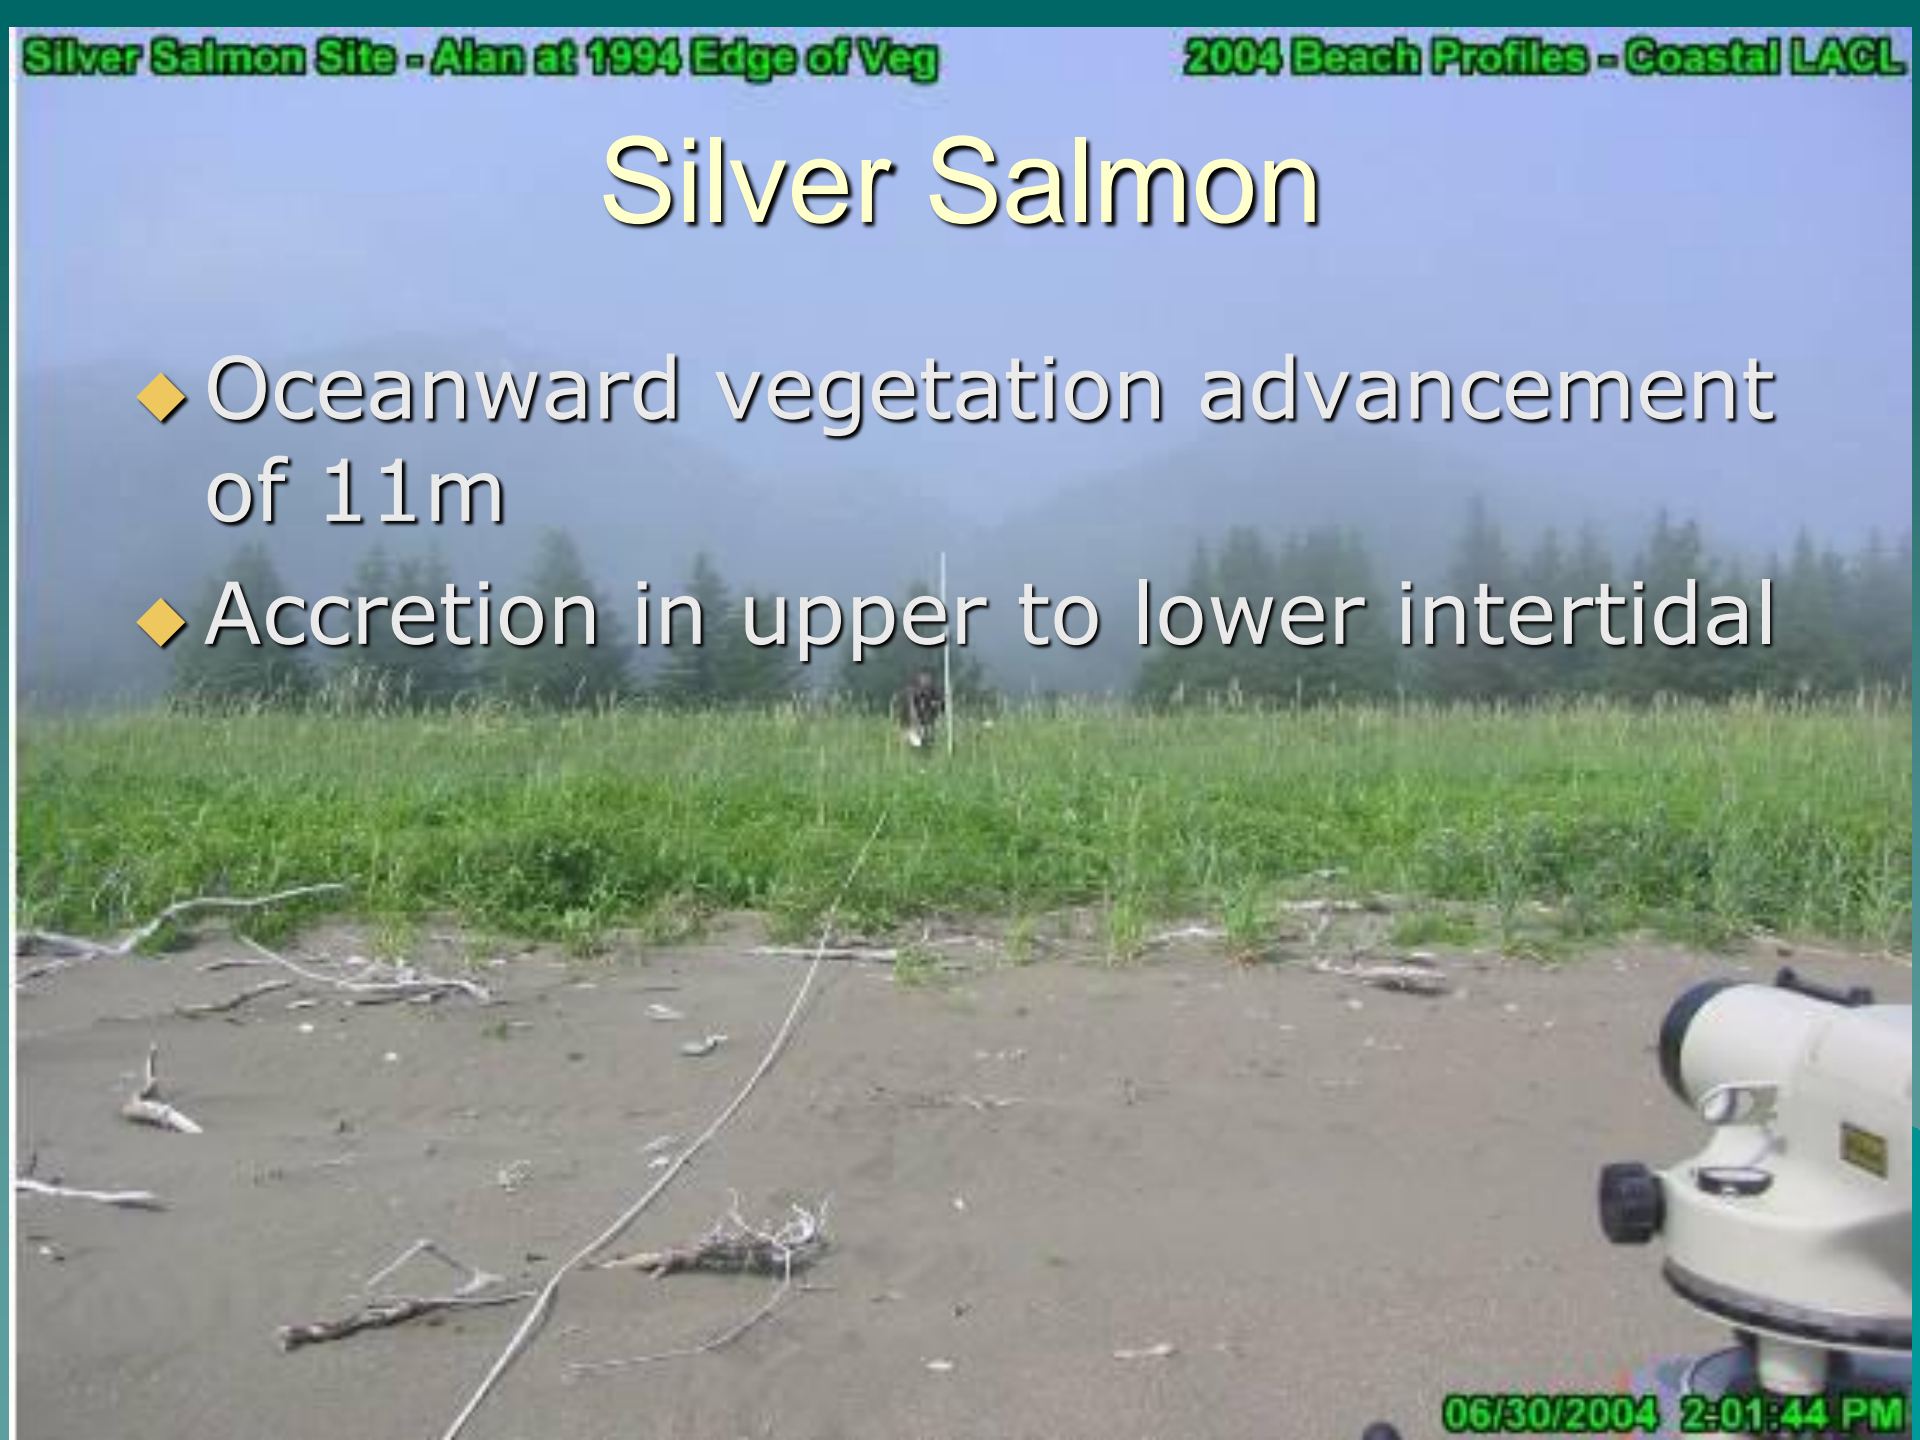 Silver Salmon Site - Alan at 1994 Edge of Veg
2004 Beach Profiles - Coastal LACL
Silver Salmon
Oceanward vegetation advancement
of 11m
Accretion in upper to lower intertidal
06/30/2004 2:01:44 PM